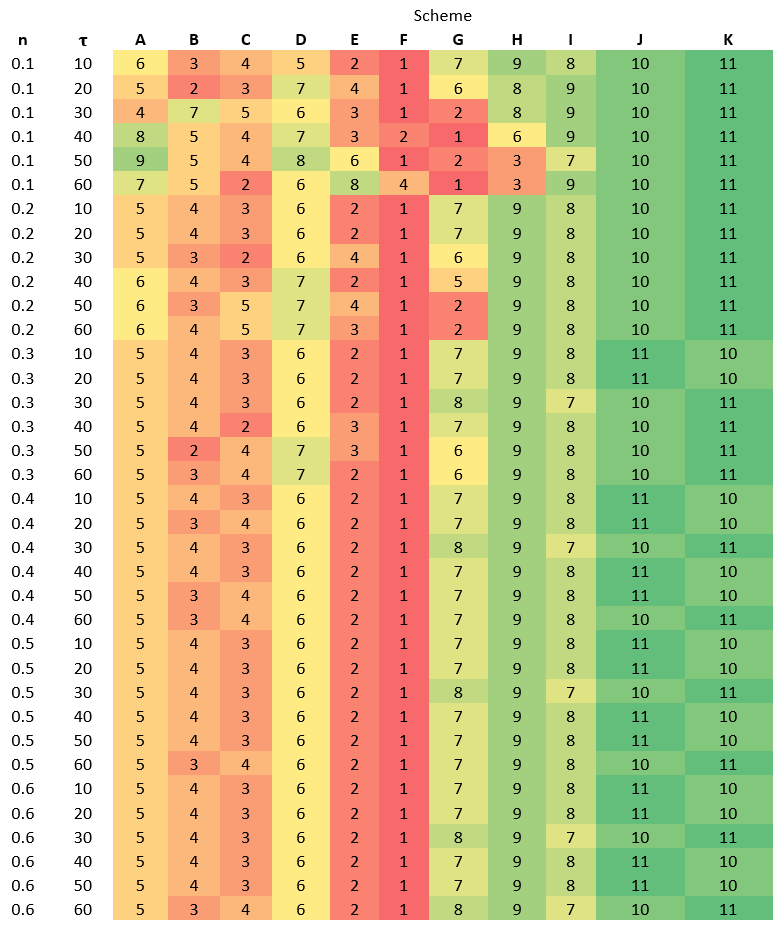 Scheme
n τ A B C D E F G H I J K
0.1 10 6 3 4 5 2 1 7 9 8 10 11
0.1 20 5 2 3 7 4 1 6 8 9 10 11
0.1 30 4 7 5 6 3 1 2 8 9 10 11
0.1 40 8 5 4 7 3 2 1 6 9 10 11
0.1 50 9 5 4 8 6 1 2 3 7 10 11
0.1 60 7 5 2 6 8 4 1 3 9 10 11
0.2 10 5 4 3 6 2 1 7 9 8 10 11
0.2 20 5 4 3 6 2 1 7 9 8 10 11
0.2 30 5 3 2 6 4 1 6 9 8 10 11
0.2 40 6 4 3 7 2 1 5 9 8 10 11
0.2 50 6 3 5 7 4 1 2 9 8 10 11
0.2 60 6 4 5 7 3 1 2 9 8 10 11
0.3 10 5 4 3 6 2 1 7 9 8 11 10
0.3 20 5 4 3 6 2 1 7 9 8 11 10
0.3 30 5 4 3 6 2 1 8 9 7 10 11
0.3 40 5 4 2 6 3 1 7 9 8 10 11
0.3 50 5 2 4 7 3 1 6 9 8 10 11
0.3 60 5 3 4 7 2 1 6 9 8 10 11
0.4 10 5 4 3 6 2 1 7 9 8 11 10
0.4 20 5 3 4 6 2 1 7 9 8 11 10
0.4 30 5 4 3 6 2 1 8 9 7 10 11
0.4 40 5 4 3 6 2 1 7 9 8 11 10
0.4 50 5 3 4 6 2 1 7 9 8 11 10
0.4 60 5 3 4 6 2 1 7 9 8 10 11
0.5 10 5 4 3 6 2 1 7 9 8 11 10
0.5 20 5 4 3 6 2 1 7 9 8 11 10
0.5 30 5 4 3 6 2 1 8 9 7 10 11
0.5 40 5 4 3 6 2 1 7 9 8 11 10
0.5 50 5 4 3 6 2 1 7 9 8 11 10
0.5 60 5 3 4 6 2 1 7 9 8 10 11
0.6 10 5 4 3 6 2 1 7 9 8 11 10
0.6 20 5 4 3 6 2 1 7 9 8 11 10
0.6 30 5 4 3 6 2 1 8 9 7 10 11
0.6 40 5 4 3 6 2 1 7 9 8 11 10
0.6 50 5 4 3 6 2 1 7 9 8 11 10
0.6 60 5 3 4 6 2 1 8 9 7 10 11